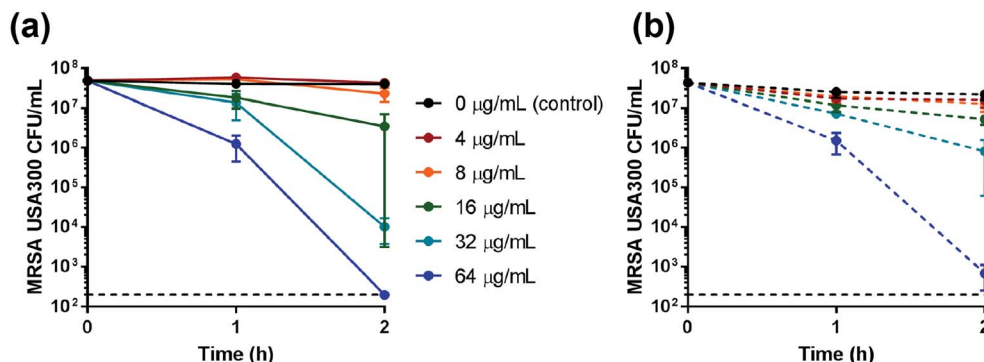 (a)
MRSA USA300 CFU/mL
10⁸
10⁷
10⁶
10⁵
10⁴
10³
10²
0
1
2
Time (h)
0 µg/mL (control)
4 µg/mL
8 µg/mL
16 µg/mL
32 µg/mL
64 µg/mL
(b)
MRSA USA300 CFU/mL
10⁸
10⁷
10⁶
10⁵
10⁴
10³
10²
0
1
2
Time (h)